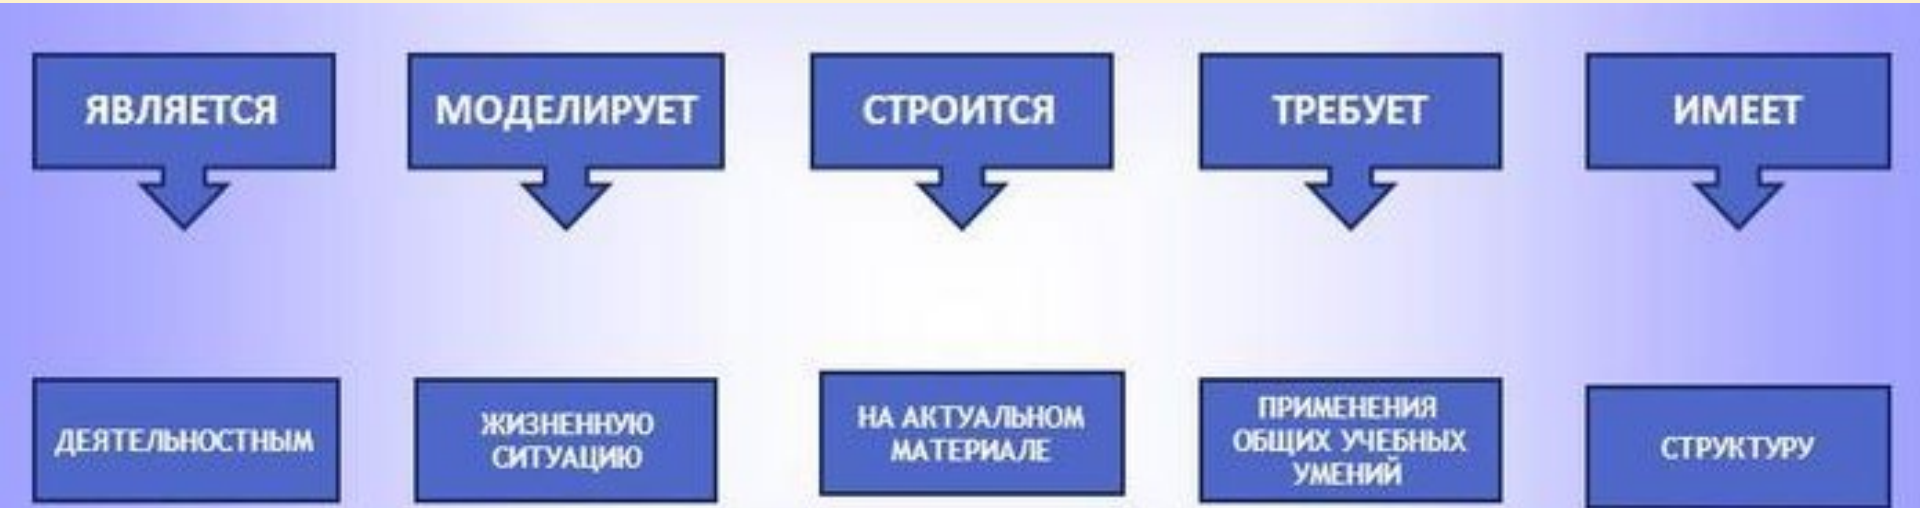 ЯВЛЯЕТСЯ
МОДЕЛИРУЕТ
СТРОИТСЯ
ТРЕБУЕТ
ИМЕЕТ
ДЕЯТЕЛЬНОСТНЫМ
ЖИЗНЕННУЮ
СИТУАЦИЮ
НА АКТУАЛЬНОМ
МАТЕРИАЛЕ
ПРИМЕНЕНИЯ
ОБЩИХ УЧЕБНЫХ
УМЕНИЙ
СТРУКТУРУ